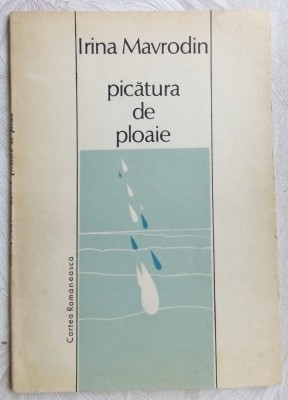 Irina Mavrodin
picătura
de
ploaie
Cartea Românească